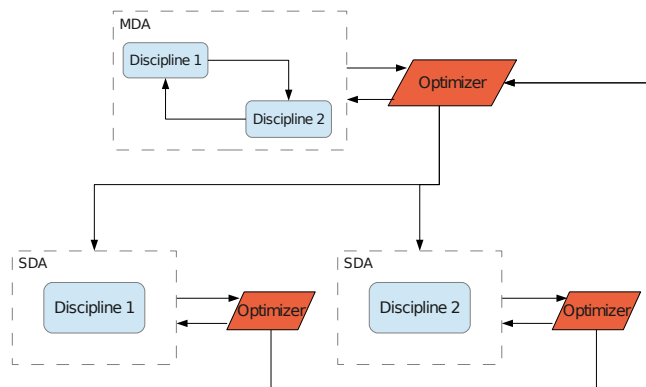 MDA
Discipline 1
Optimizer
Discipline 2
SDA
Discipline 1
Optimizer
SDA
Discipline 2
Optimizer